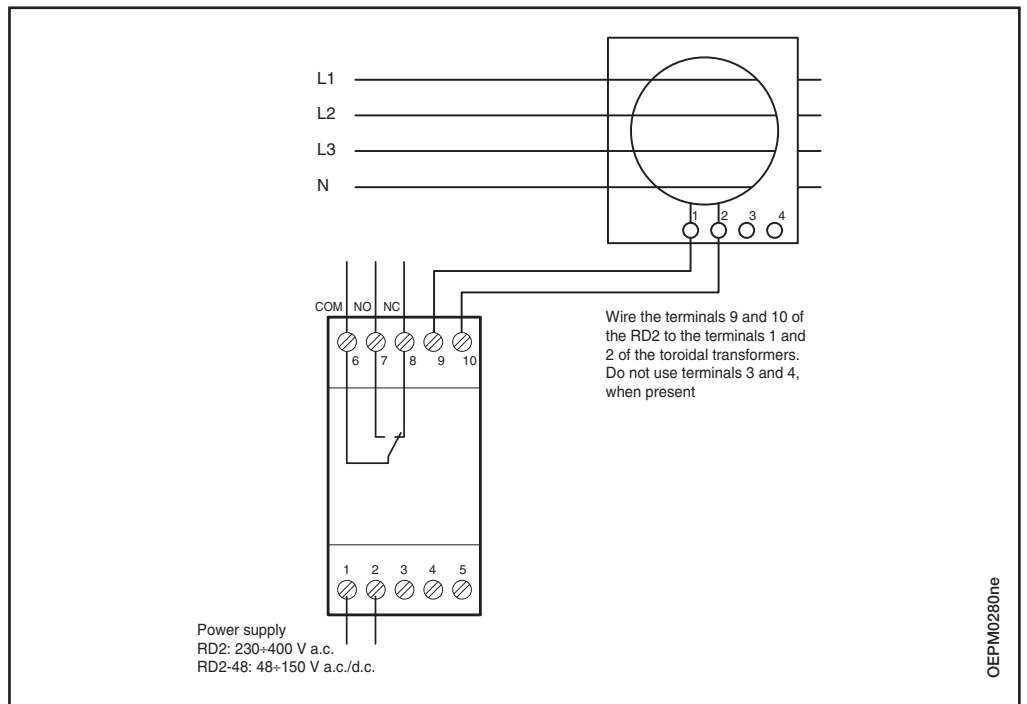 L1
L2
L3
N
1 2 3 4
COM NO NC
6 7 8 9 10
Wire the terminals 9 and 10 of
the RD2 to the terminals 1 and
2 of the toroidal transformers.
Do not use terminals 3 and 4,
when present
1 2 3 4 5
Power supply
RD2: 230÷400 V a.c.
RD2-48: 48÷150 V a.c./d.c.
OEPM0280ne